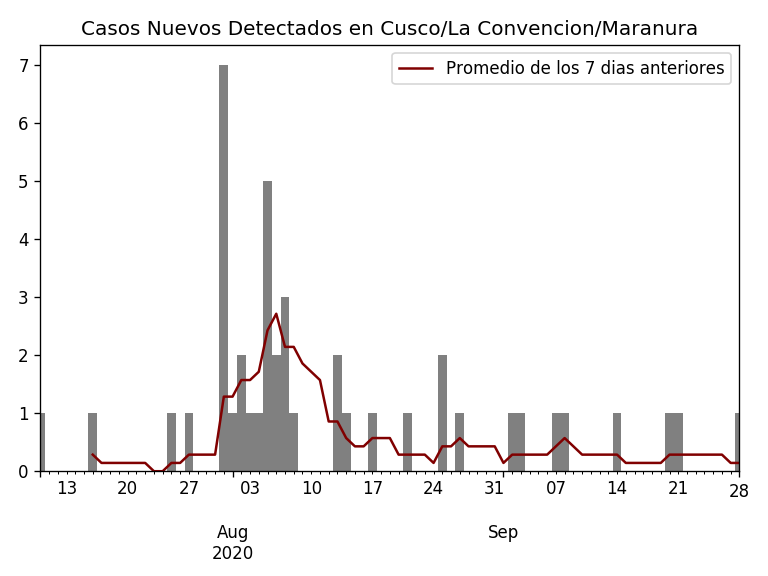 Casos Nuevos Detectados en Cusco/La Convencion/Maranura
Promedio de los 7 dias anteriores
7
6
5
4
3
2
1
0
13 20 27 03 10 17 24 31 07 14 21 28
Aug Sep
2020